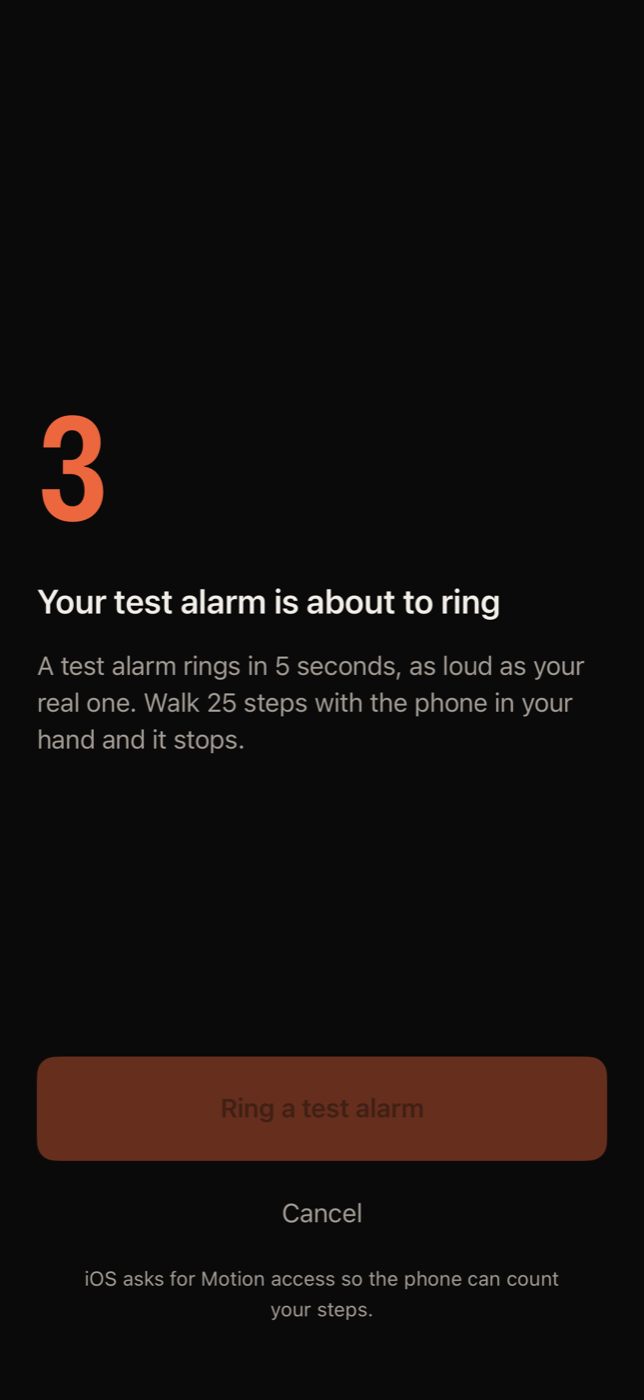 3
Your test alarm is about to ring
A test alarm rings in 5 seconds, as loud as your
real one. Walk 25 steps with the phone in your
hand and it stops.
Ring a test alarm
Cancel
iOS asks for Motion access so the phone can count
your steps.